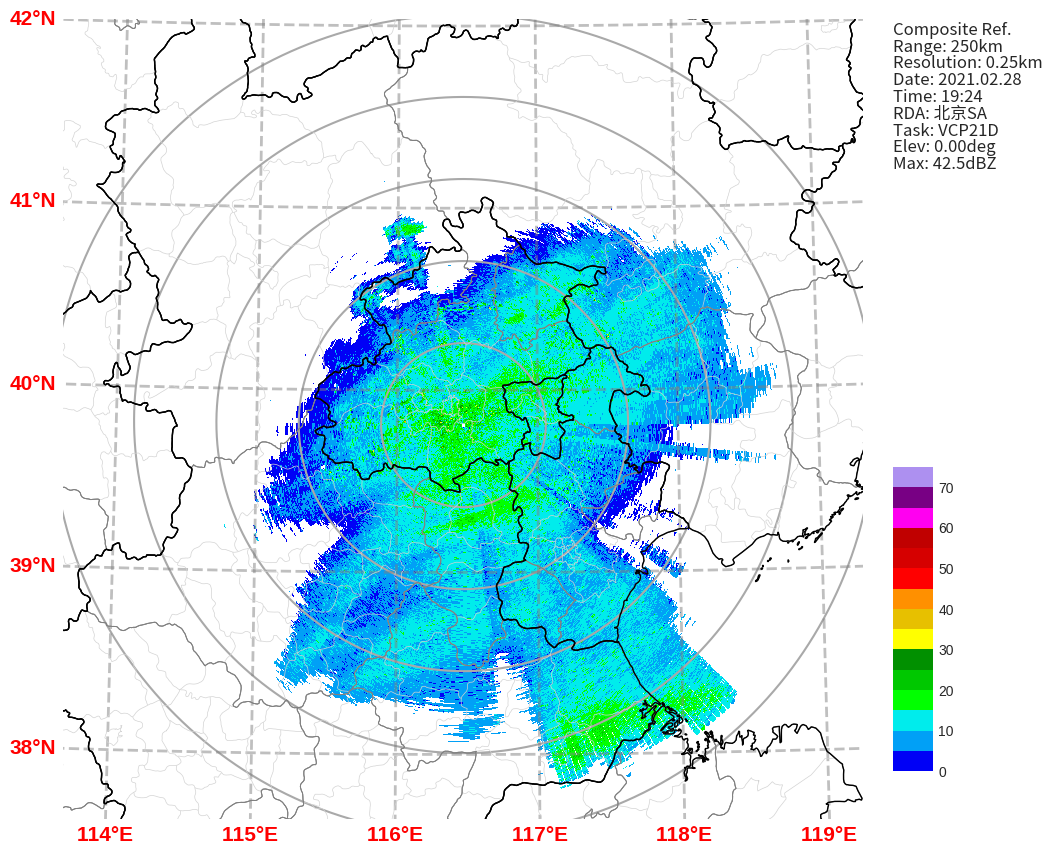 42°N
41°N
40°N
39°N
38°N
114°E
115°E
116°E
117°E
118°E
119°E
Composite Ref.
Range: 250km
Resolution: 0.25km
Date: 2021.02.28
Time: 19:24
RDA: 北京SA
Task: VCP21D
Elev: 0.00deg
Max: 42.5dBZ
70
60
50
40
30
20
10
0